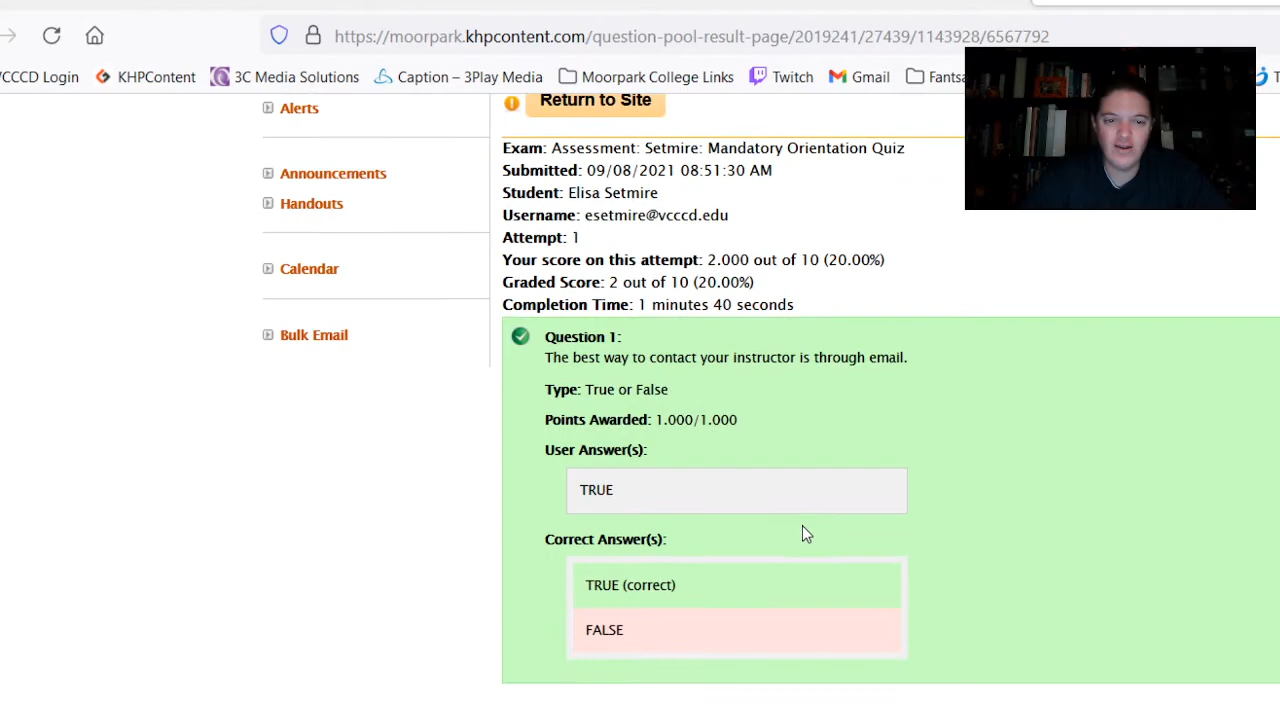 https://moorpark.khpcontent.com/question-pool-result-page/2019241/27439/1143928/6567792
VCCCD Login KHPContent 3C Media Solutions Caption – 3Play Media Moorpark College Links Twitch Gmail Fantas
Return to Site
Alerts
Announcements
Handouts
Calendar
Bulk Email
Exam: Assessment: Setmire: Mandatory Orientation Quiz
Submitted: 09/08/2021 08:51:30 AM
Student: Elisa Setmire
Username: esetmire@vcccd.edu
Attempt: 1
Your score on this attempt: 2.000 out of 10 (20.00%)
Graded Score: 2 out of 10 (20.00%)
Completion Time: 1 minutes 40 seconds
Question 1:
The best way to contact your instructor is through email.
Type: True or False
Points Awarded: 1.000/1.000
User Answer(s):
TRUE
Correct Answer(s):
TRUE (correct)
FALSE